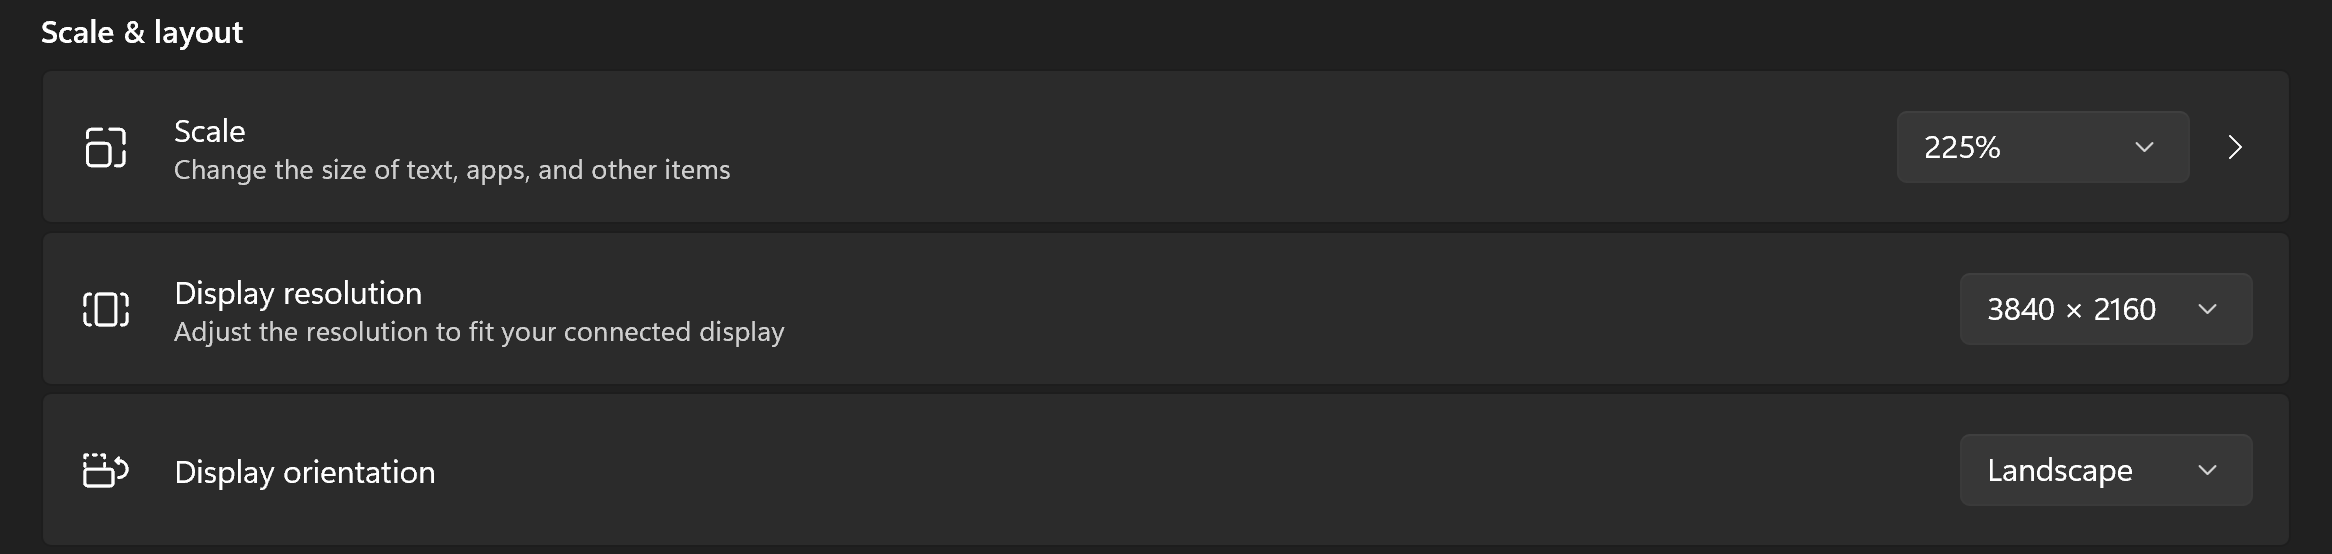 Scale & layout
Scale
Change the size of text, apps, and other items
225%
Display resolution
Adjust the resolution to fit your connected display
3840 × 2160
Display orientation
Landscape